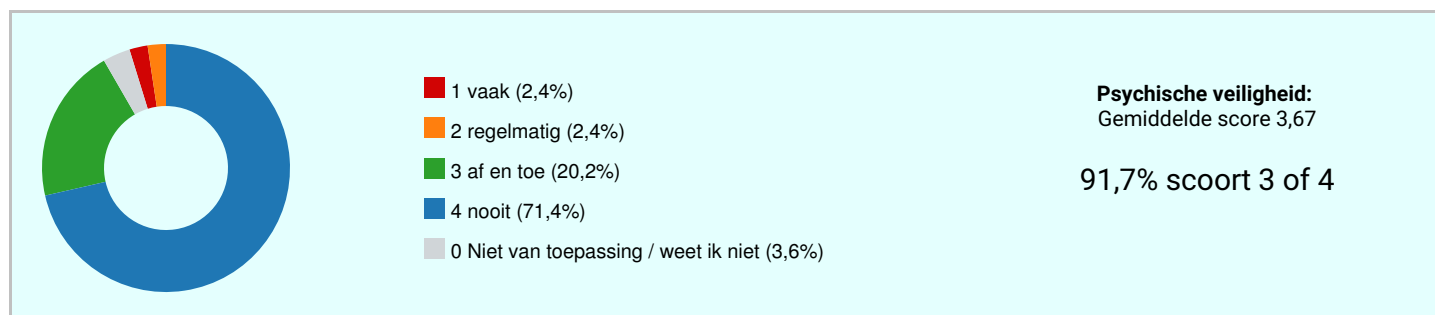 1 vaak (2,4%)
2 regelmatig (2,4%)
3 af en toe (20,2%)
4 nooit (71,4%)
0 Niet van toepassing / weet ik niet (3,6%)
Psychische veiligheid:
Gemiddelde score 3,67
91,7% scoort 3 of 4